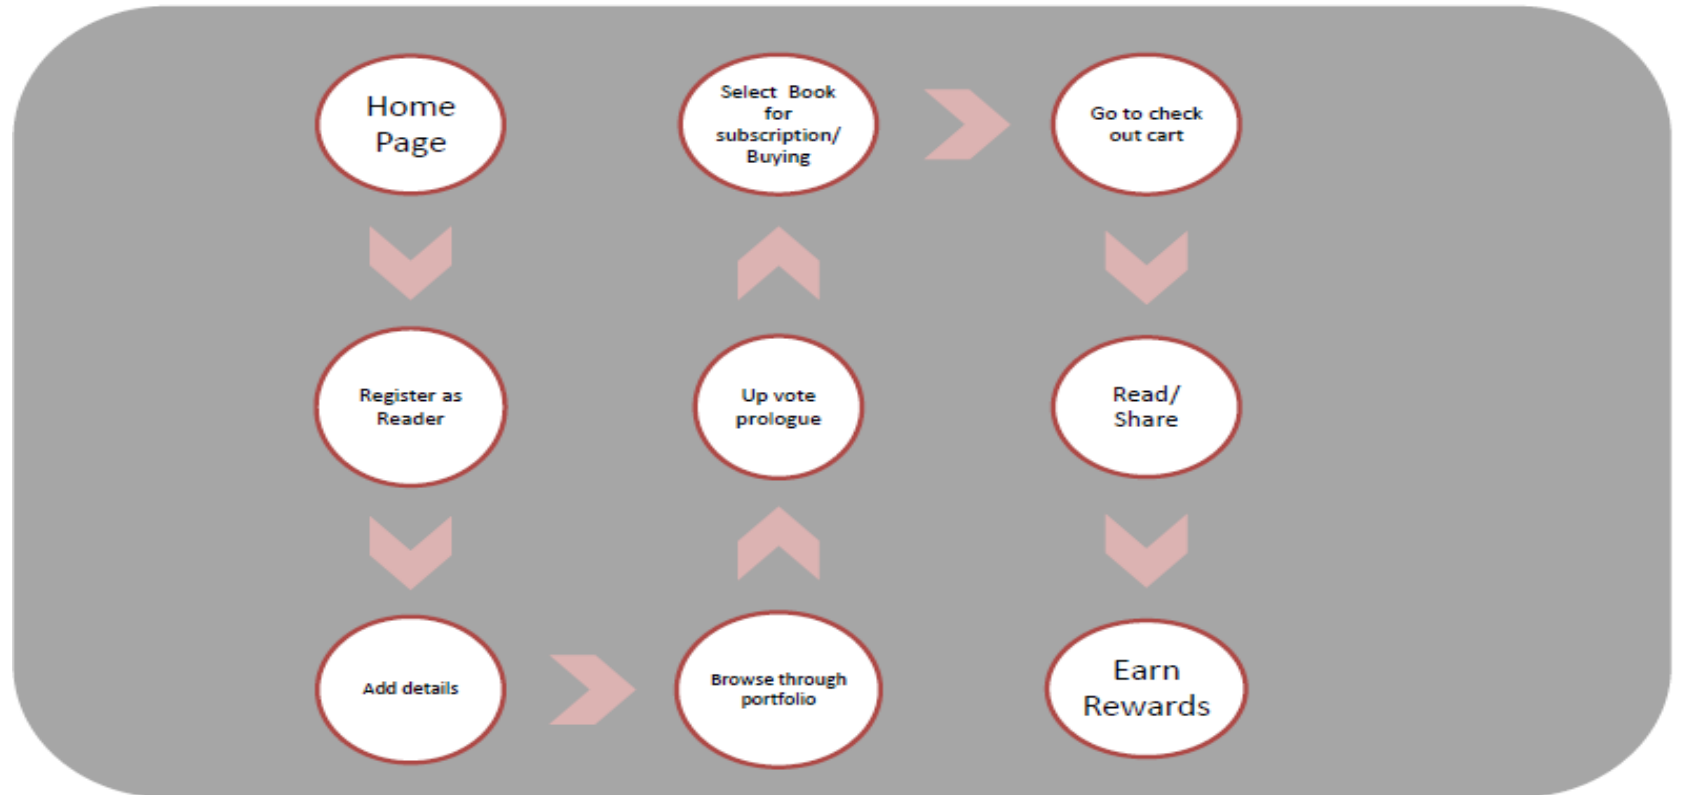 Home
Page
Register as
Reader
Add details
Browse through
portfolio
Up vote
prologue
Select Book
for
subscription/
Buying
Go to check
out cart
Read/
Share
Earn
Rewards